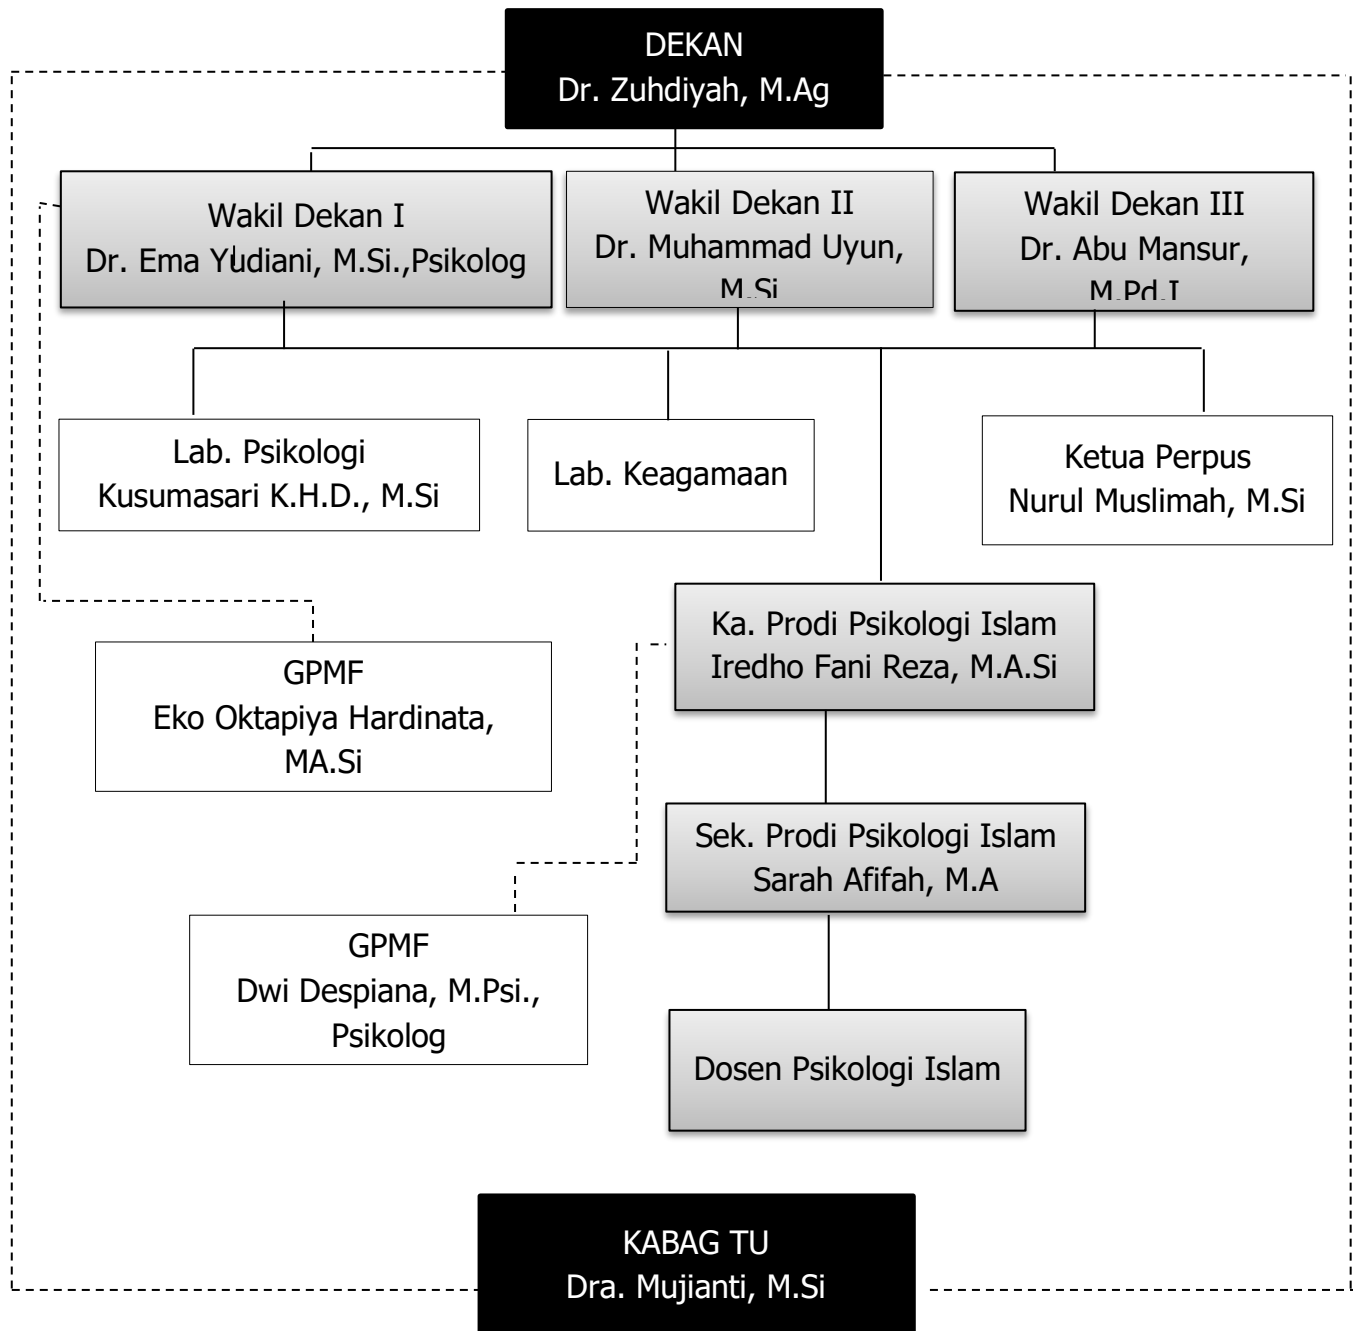 DEKAN
Dr. Zuhdiyah, M.Ag
Wakil Dekan I
Dr. Ema Yudiani, M.Si.,Psikolog
Wakil Dekan II
Dr. Muhammad Uyun,
M.Si
Wakil Dekan III
Dr. Abu Mansur,
M.Pd.I
Lab. Psikologi
Kusumasari K.H.D., M.Si
Lab. Keagamaan
Ketua Perpus
Nurul Muslimah, M.Si
Ka. Prodi Psikologi Islam
Iredho Fani Reza, M.A.Si
GPMF
Eko Oktapiya Hardinata,
MA.Si
Sek. Prodi Psikologi Islam
Sarah Afifah, M.A
GPMF
Dwi Despiana, M.Psi.,
Psikolog
Dosen Psikologi Islam
KABAG TU
Dra. Mujianti, M.Si